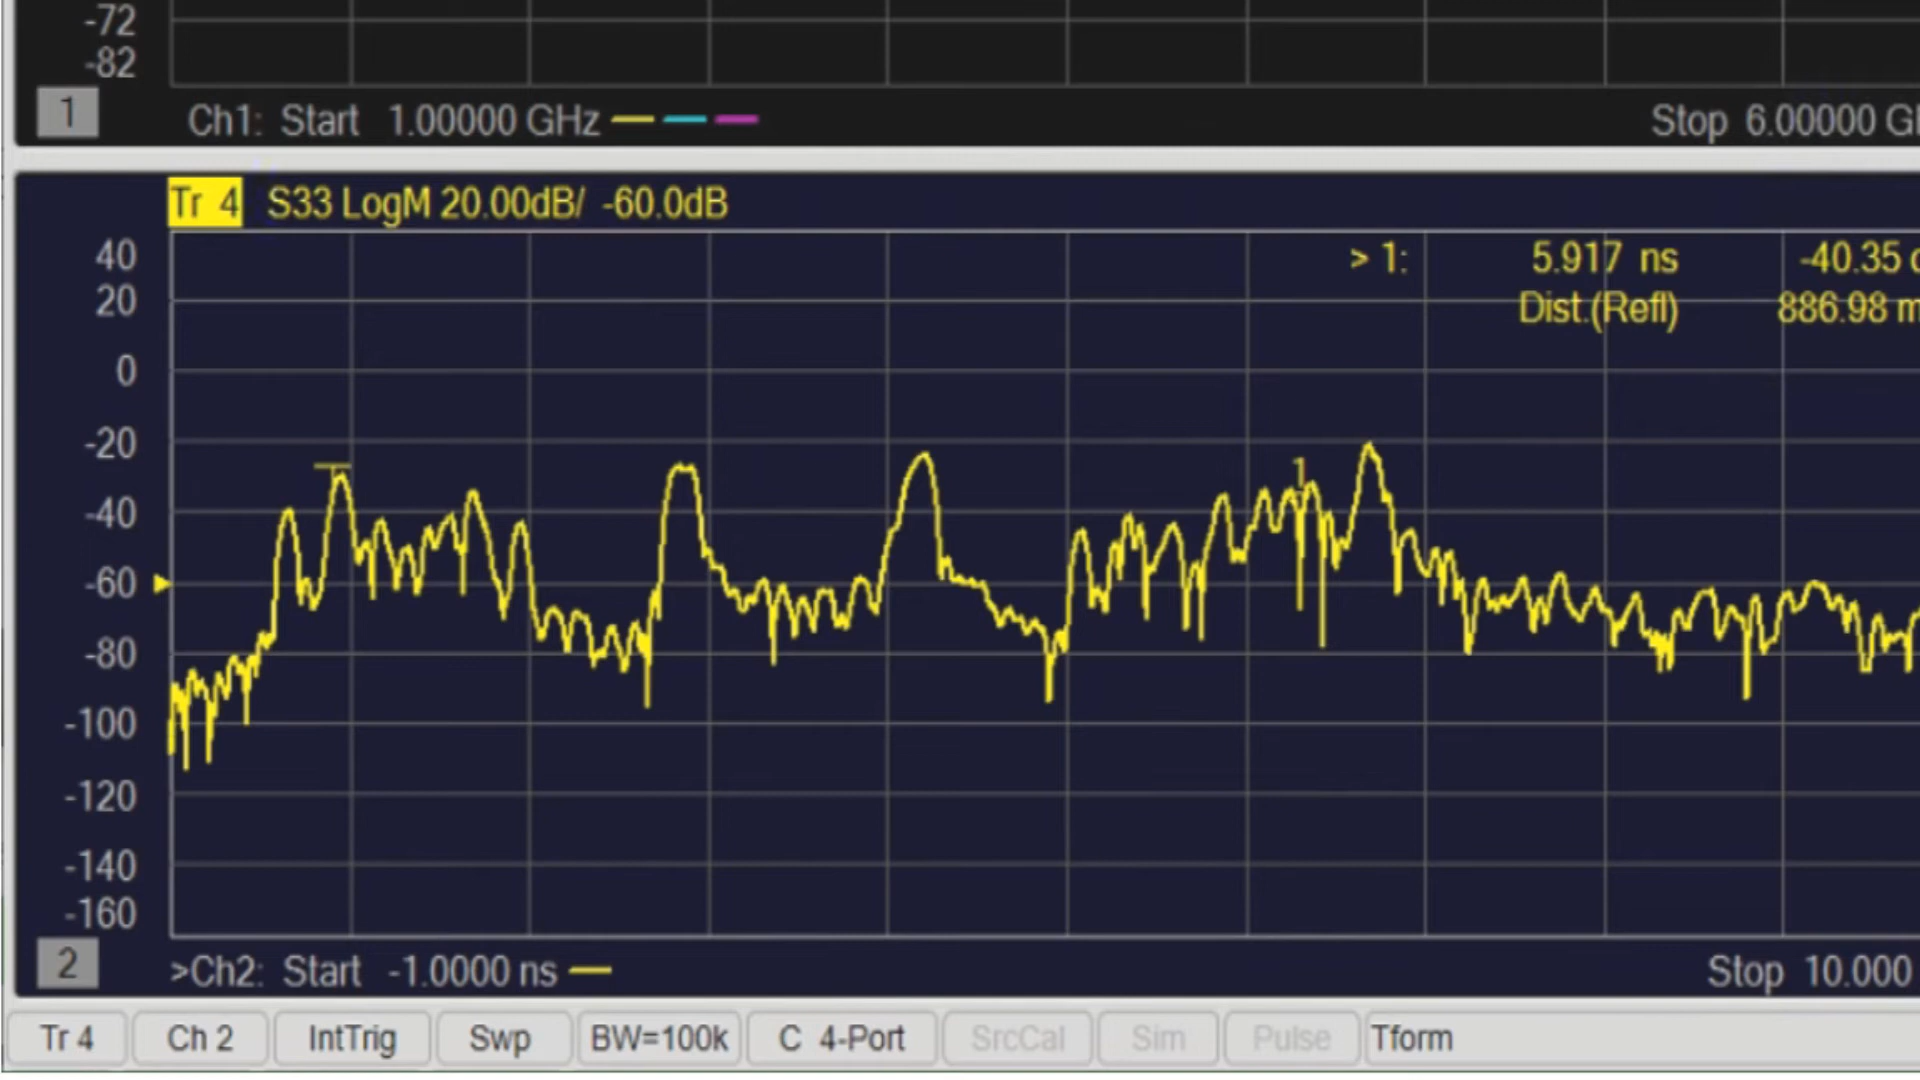 -72
-82
1
Ch1: Start 1.00000 GHz
Stop 6.00000 G
Tr 4 S33 LogM 20.00dB/ -60.0dB
40
20
0
-20
-40
-60
-80
-100
-120
-140
-160
> 1: 5.917 ns -40.35
Dist.(Refl) 886.98 m
1
2
>Ch2: Start -1.0000 ns
Stop 10.000
Tr 4 Ch 2 IntTrig Swp BW=100k C 4-Port SrcCal Sim Pulse Tform